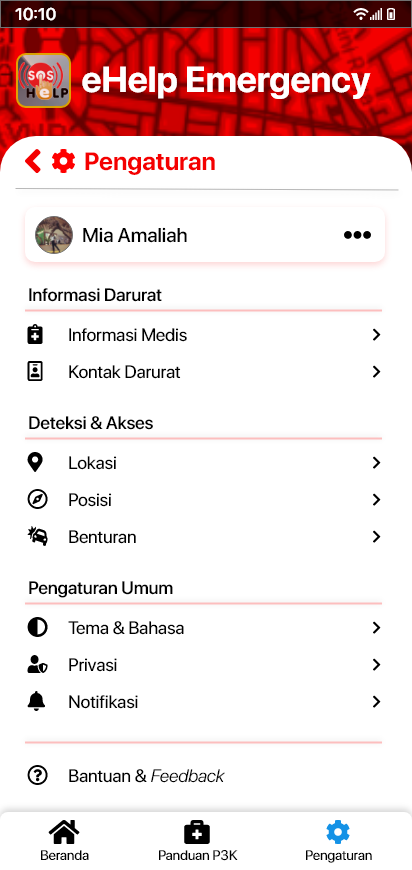 10:10
SOS
HELP
eHelp Emergency
Pengaturan
Mia Amaliah
Informasi Darurat
Informasi Medis
Kontak Darurat
Deteksi & Akses
Lokasi
Posisi
Benturan
Pengaturan Umum
Tema & Bahasa
Privasi
Notifikasi
Bantuan & Feedback
Beranda
Panduan P3K
Pengaturan